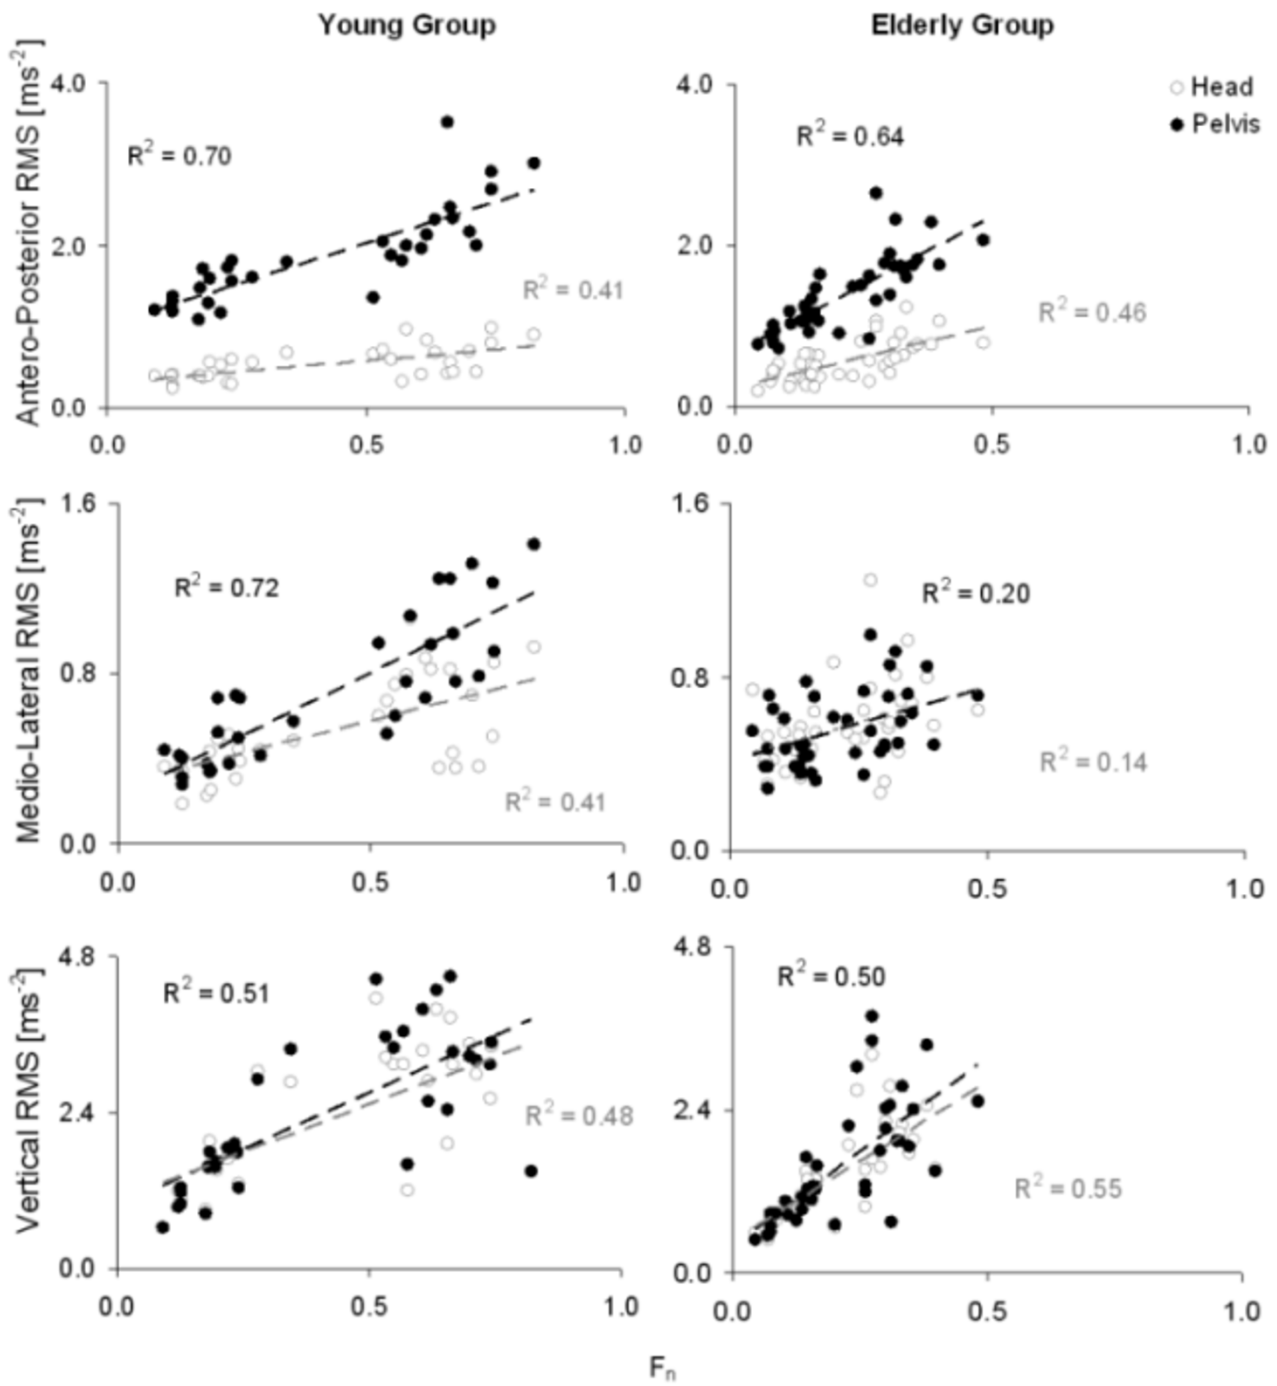 Young Group
Elderly Group
Antero-Posterior RMS [ms⁻²]
4.0
2.0
0.0
0.0
0.5
1.0
R² = 0.70
R² = 0.41
4.0
2.0
0.0
0.0
0.5
1.0
R² = 0.64
R² = 0.46
Head
Pelvis
Medio-Lateral RMS [ms⁻²]
1.6
0.8
0.0
0.0
0.5
1.0
R² = 0.72
R² = 0.41
1.6
0.8
0.0
0.0
0.5
1.0
R² = 0.20
R² = 0.14
Vertical RMS [ms⁻²]
4.8
2.4
0.0
0.0
0.5
1.0
R² = 0.51
R² = 0.48
4.8
2.4
0.0
0.0
0.5
1.0
R² = 0.50
R² = 0.55
Fₙ